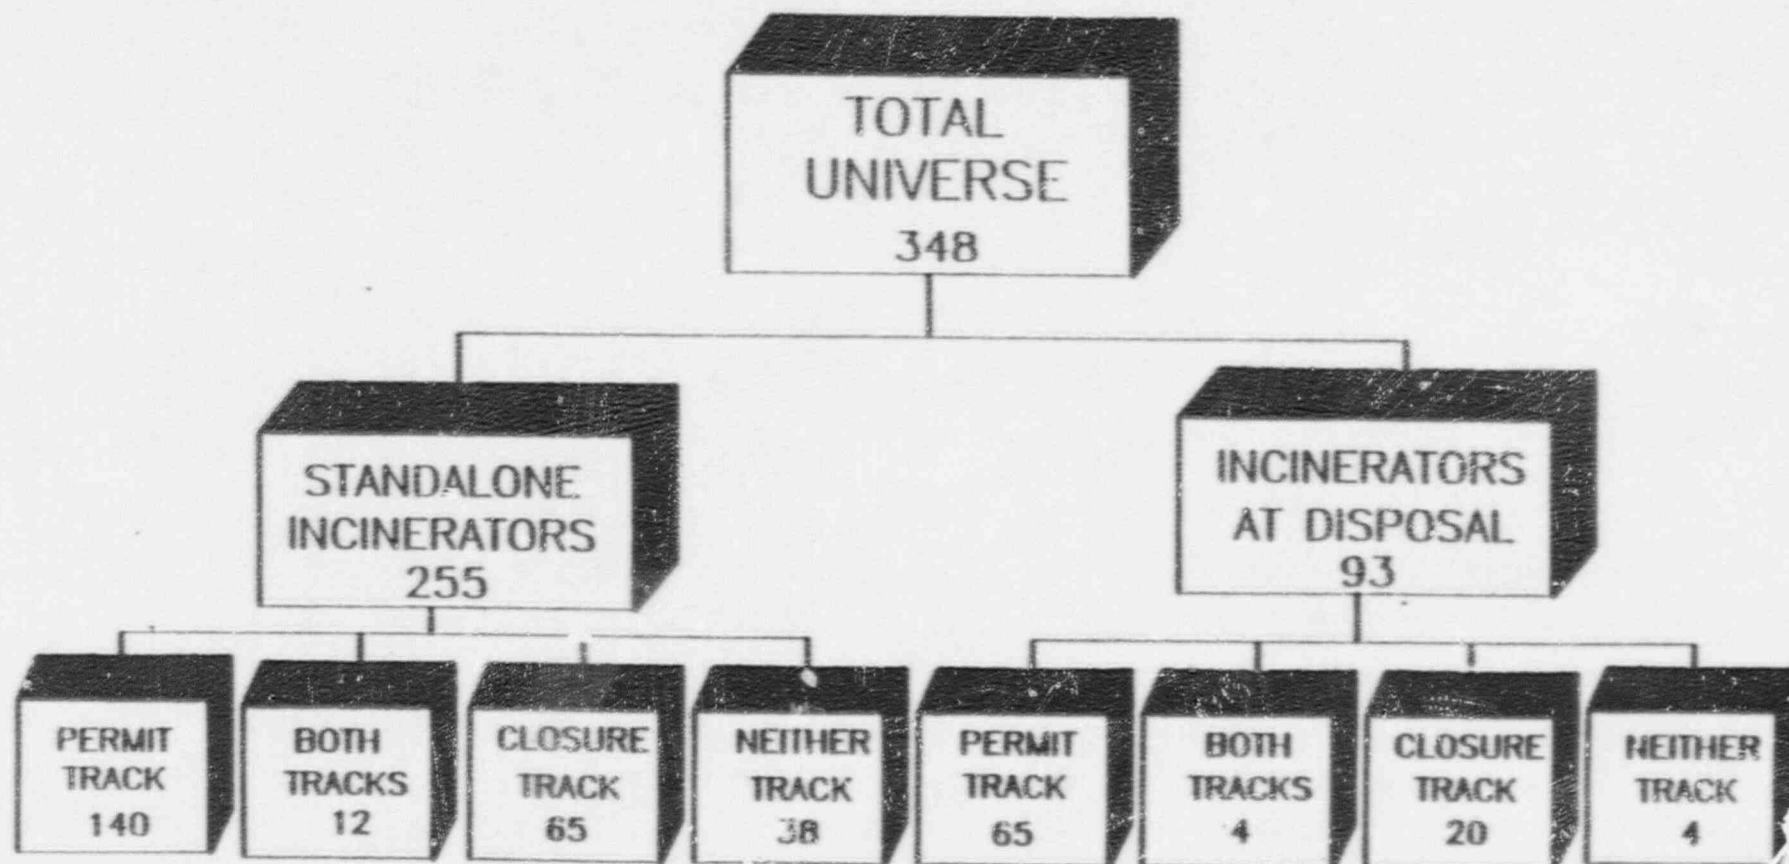 TOTAL
UNIVERSE
348
STANDALONE
INCINERATORS
255
INCINERATORS
AT DISPOSAL
93
PERMIT
TRACK
140
BOTH
TRACKS
12
CLOSURE
TRACK
65
NEITHER
TRACK
38
PERMIT
TRACK
65
BOTH
TRACKS
4
CLOSURE
TRACK
20
NEITHER
TRACK
4